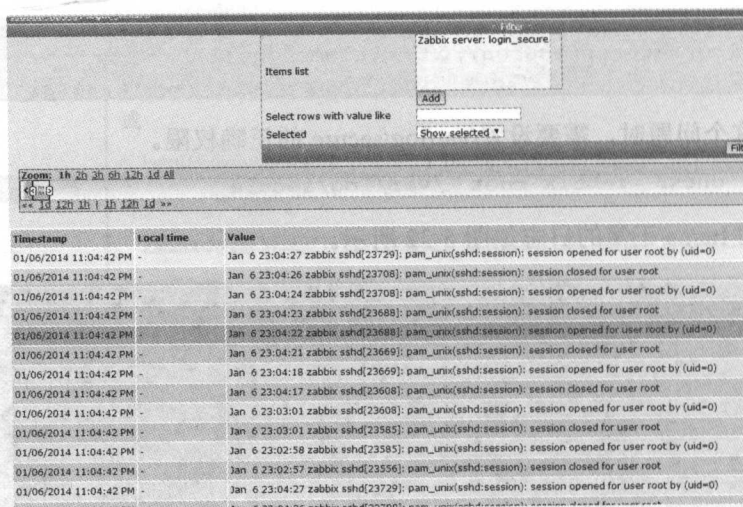 Filter
Zabbix server: login_secure
Items list
Add
Select rows with value like
Selected Show selected
Filt
Zoom: 1h 2h 3h 6h 12h 1d All
«« 1d 12h 1h | 1h 12h 1d »»
Timestamp Local time Value
01/06/2014 11:04:42 PM - Jan 6 23:04:27 zabbix sshd[23729]: pam_unix(sshd:session): session opened for user root by (uid=0)
01/06/2014 11:04:42 PM - Jan 6 23:04:26 zabbix sshd[23708]: pam_unix(sshd:session): session closed for user root
01/06/2014 11:04:42 PM - Jan 6 23:04:24 zabbix sshd[23708]: pam_unix(sshd:session): session opened for user root by (uid=0)
01/06/2014 11:04:42 PM - Jan 6 23:04:23 zabbix sshd[23688]: pam_unix(sshd:session): session closed for user root
01/06/2014 11:04:42 PM - Jan 6 23:04:22 zabbix sshd[23688]: pam_unix(sshd:session): session opened for user root by (uid=0)
01/06/2014 11:04:42 PM - Jan 6 23:04:21 zabbix sshd[23669]: pam_unix(sshd:session): session closed for user root
01/06/2014 11:04:42 PM - Jan 6 23:04:18 zabbix sshd[23669]: pam_unix(sshd:session): session opened for user root by (uid=0)
01/06/2014 11:04:42 PM - Jan 6 23:04:17 zabbix sshd[23608]: pam_unix(sshd:session): session closed for user root
01/06/2014 11:04:42 PM - Jan 6 23:03:01 zabbix sshd[23608]: pam_unix(sshd:session): session opened for user root by (uid=0)
01/06/2014 11:04:42 PM - Jan 6 23:03:01 zabbix sshd[23585]: pam_unix(sshd:session): session closed for user root
01/06/2014 11:04:42 PM - Jan 6 23:02:58 zabbix sshd[23585]: pam_unix(sshd:session): session opened for user root by (uid=0)
01/06/2014 11:04:42 PM - Jan 6 23:02:57 zabbix sshd[23556]: pam_unix(sshd:session): session closed for user root
01/06/2014 11:04:42 PM - Jan 6 23:04:27 zabbix sshd[23729]: pam_unix(sshd:session): session opened for user root by (uid=0)